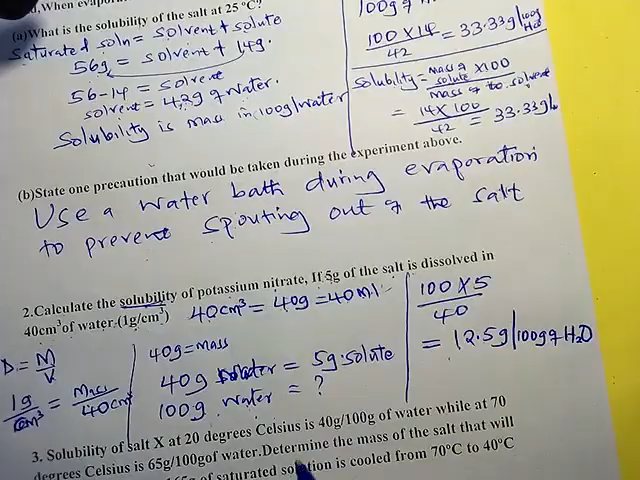 d,When evapor
(a)What is the solubility of the salt at 25 °C?
Saturated soln = solvent + solute
56g = solvent + 14g.
56-14 = solvent
solvent = 42g of water.
Solubility is mass in 100g/water
100g of H
100 X 14 = 33.33g/100g H2O
42
Solubility = mass of solute X 100
mass of the solvent
= 14 X 100 = 33.33g/
42
(b)State one precaution that would be taken during the experiment above.
Use a water bath during evaporation
to prevent spouting out of the salt
2.Calculate the solubility of potassium nitrate, If 5g of the salt is dissolved in
40cm³of water.(1g/cm³) 40cm³ = 40g = 40ml
D = M
V
1g = Mass
cm³ 40cm³
40g = mass
40g water = 5g solute
100g water = ?
100 X 5
40
= 12.5g/100g of H2O
3. Solubility of salt X at 20 degrees Celsius is 40g/100g of water while at 70
degrees Celsius is 65g/100gof water.Determine the mass of the salt that will
165g of saturated solution is cooled from 70°C to 40°C